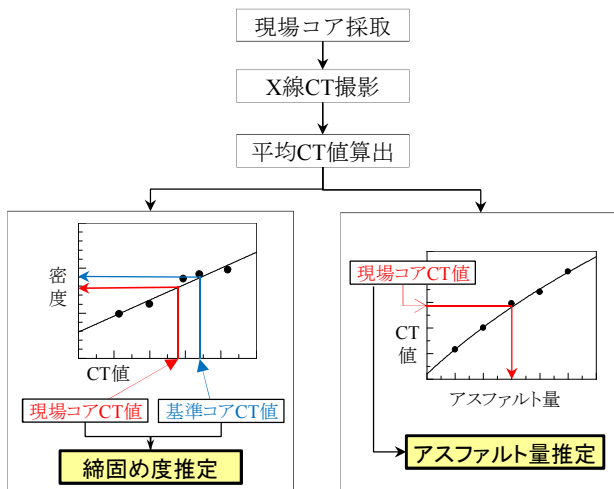 現場コア採取
X線CT撮影
平均CT値算出
密度
CT値
現場コアCT値
基準コアCT値
締固め度推定
現場コアCT値
CT値
アスファルト量
アスファルト量推定